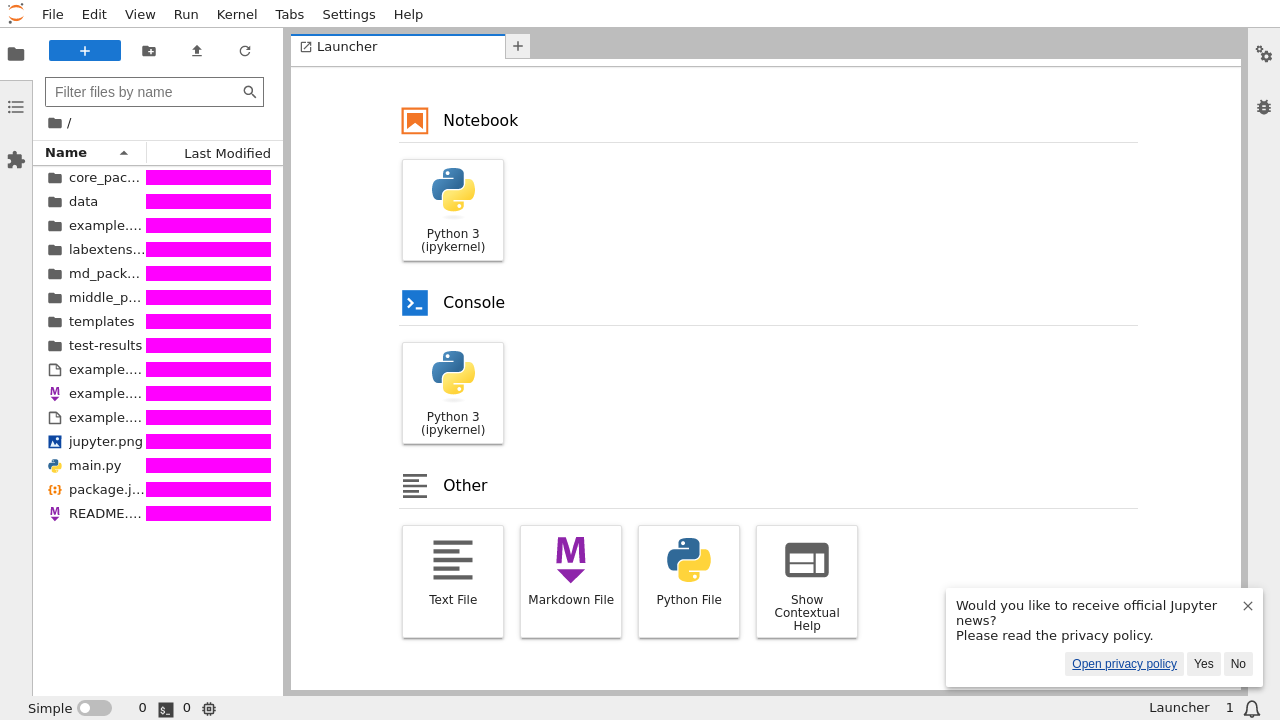 File Edit View Run Kernel Tabs Settings Help
Launcher
Filter files by name
/
Name Last Modified
core_pac...
data
example....
labextens...
md_pack...
middle_p...
templates
test-results
example....
example....
example....
jupyter.png
main.py
package.j...
README....
Notebook
Python 3
(ipykernel)
Console
Python 3
(ipykernel)
Other
Text File
Markdown File
Python File
Show
Contextual
Help
Would you like to receive official Jupyter
news?
Please read the privacy policy.
Open privacy policy Yes No
Simple 0 0 Launcher 1